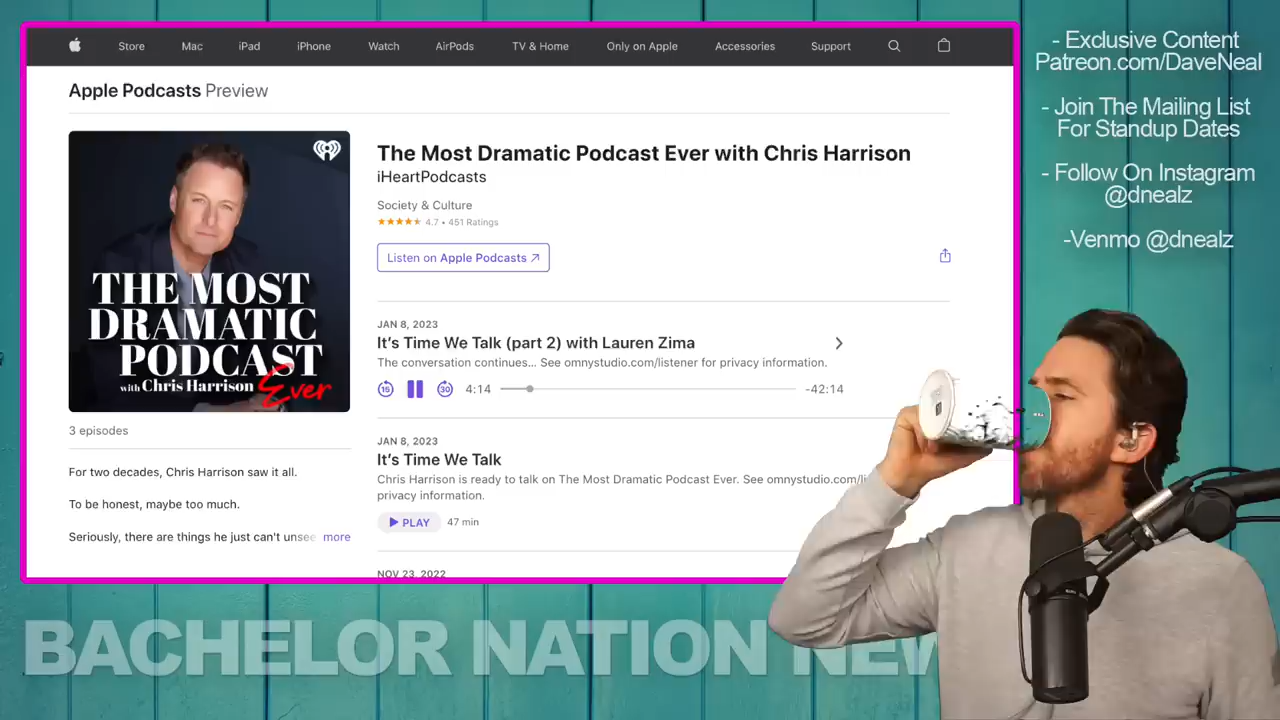 Store
Mac
iPad
iPhone
Watch
AirPods
TV & Home
Only on Apple
Accessories
Support
Apple Podcasts Preview
THE MOST
DRAMATIC
PODCAST
with Chris Harrison Ever
3 episodes
For two decades, Chris Harrison saw it all.
To be honest, maybe too much.
Seriously, there are things he just can't unsee more
The Most Dramatic Podcast Ever with Chris Harrison
iHeartPodcasts
Society & Culture
4.7 • 451 Ratings
Listen on Apple Podcasts ↗
JAN 8, 2023
It's Time We Talk (part 2) with Lauren Zima
The conversation continues... See omnystudio.com/listener for privacy information.
15
30
4:14
-42:14
JAN 8, 2023
It's Time We Talk
Chris Harrison is ready to talk on The Most Dramatic Podcast Ever. See omnystudio.com/li
privacy information.
PLAY
47 min
NOV 23, 2022
- Exclusive Content
Patreon.com/DaveNeal
- Join The Mailing List
For Standup Dates
- Follow On Instagram
@dnealz
-Venmo @dnealz
BACHELOR NATION NEW